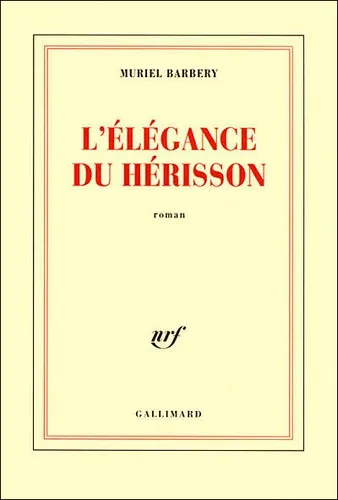 MURIEL BARBERY
L'ÉLÉGANCE
DU HÉRISSON
roman
nrf
GALLIMARD